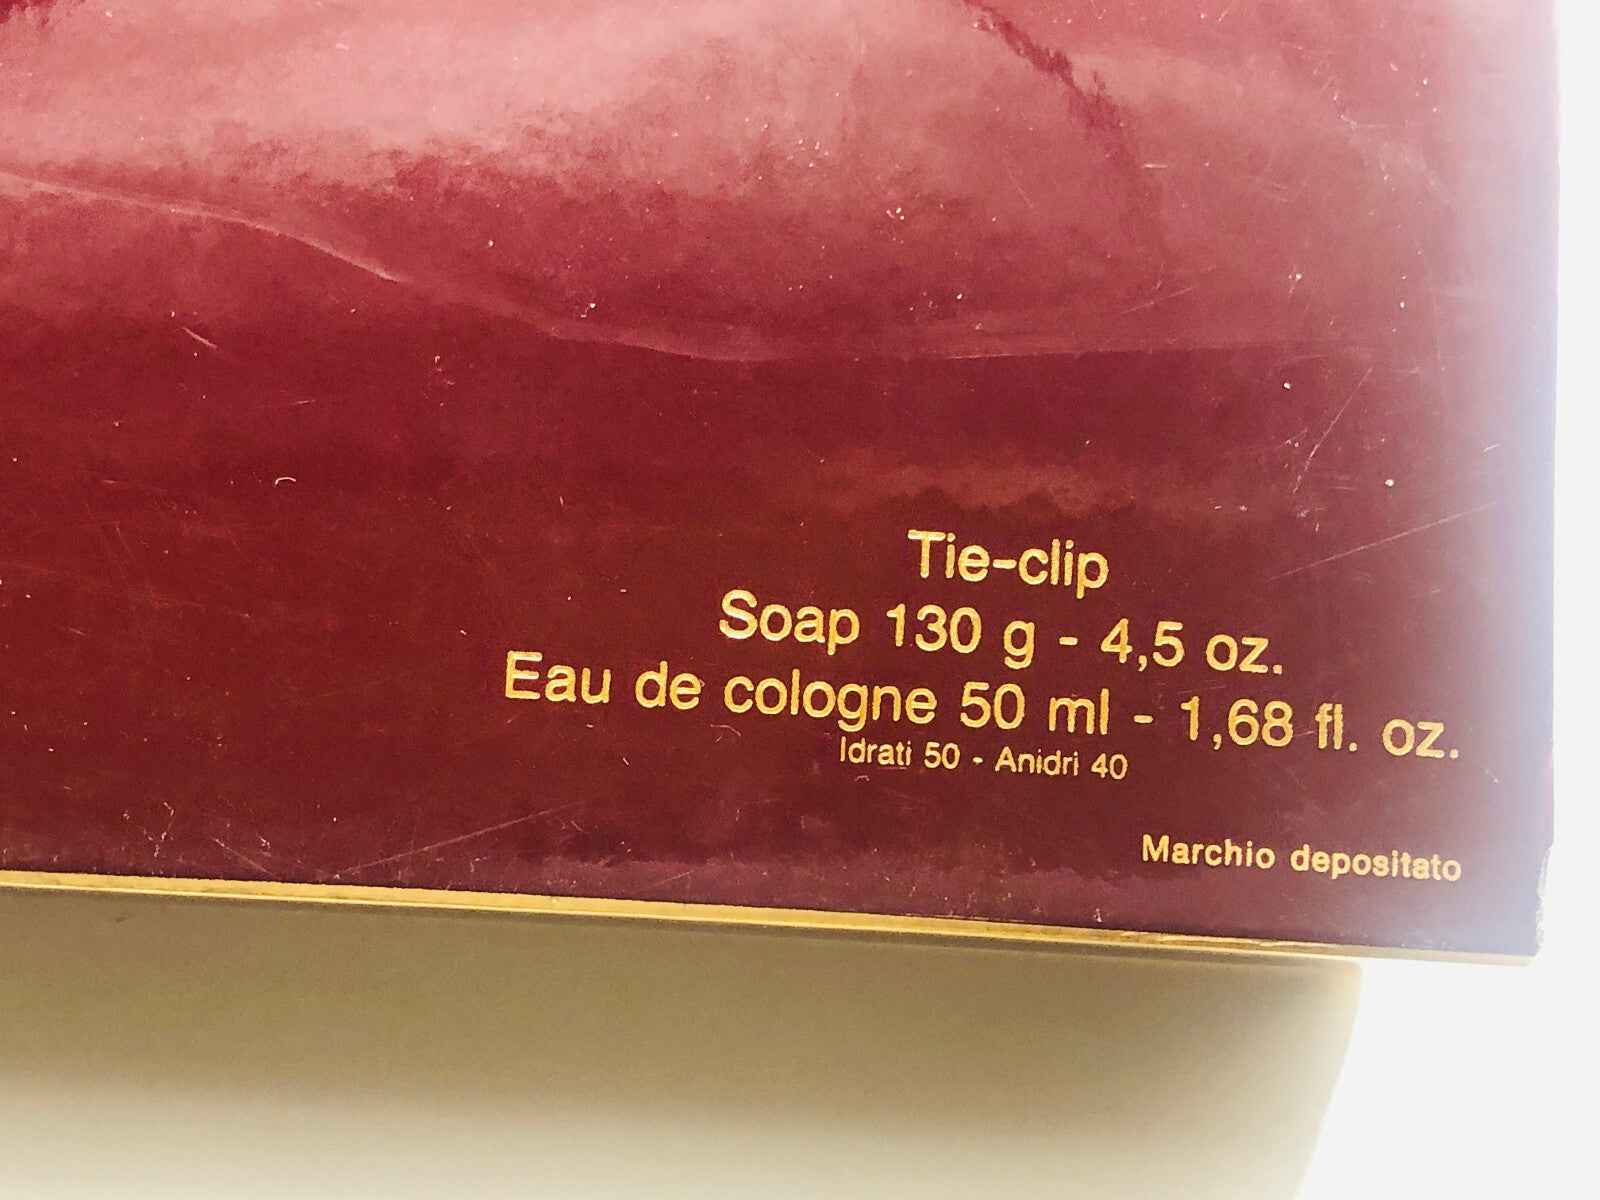 Tie-clip
Soap 130 g - 4,5 oz.
Eau de cologne 50 ml - 1,68 fl. oz.
Idrati 50 - Anidri 40
Marchio depositato